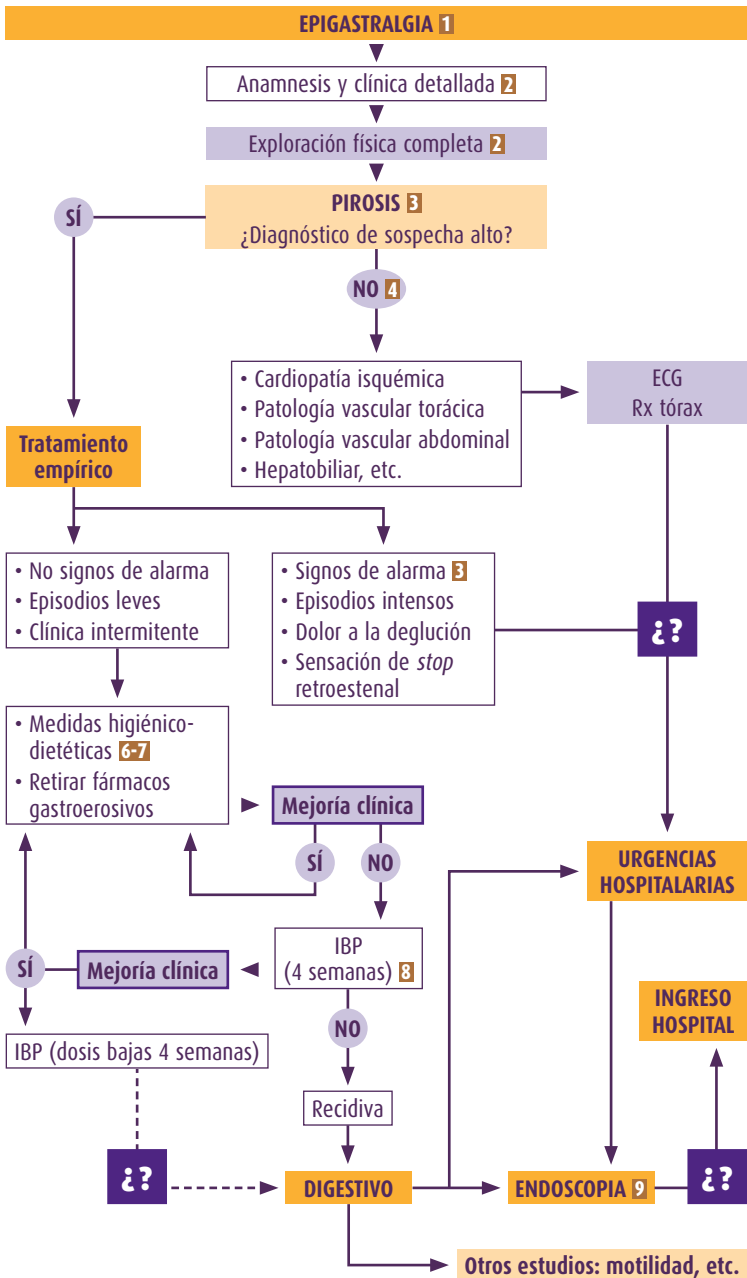 EPIGASTRALGIA 1
Anamnesis y clínica detallada 2
Exploración física completa 2
PIROSIS 3
¿Diagnóstico de sospecha alto?
SÍ
NO 4
• Cardiopatía isquémica
• Patología vascular torácica
• Patología vascular abdominal
• Hepatobiliar, etc.
ECG
Rx tórax
Tratamiento
empírico
• No signos de alarma
• Episodios leves
• Clínica intermitente
• Signos de alarma 3
• Episodios intensos
• Dolor a la deglución
• Sensación de stop
retroestenal
¿?
• Medidas higiénico-
dietéticas 6-7
• Retirar fármacos
gastroerosivos
Mejoría clínica
SÍ
NO
URGENCIAS
HOSPITALARIAS
IBP
(4 semanas) 8
Mejoría clínica
SÍ
NO
INGRESO
HOSPITAL
IBP (dosis bajas 4 semanas)
Recidiva
¿?
DIGESTIVO
ENDOSCOPIA 9
¿?
Otros estudios: motilidad, etc.